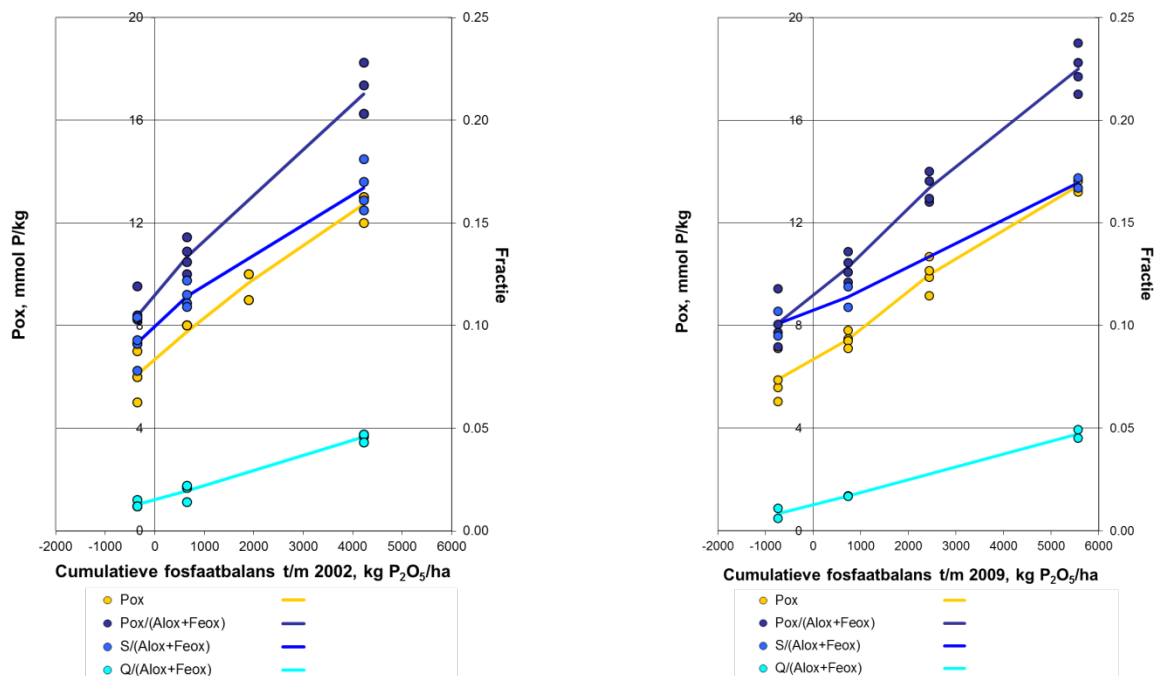 20
16
12
8
4
0
0.25
0.20
0.15
0.10
0.05
0.00
-2000 -1000 0 1000 2000 3000 4000 5000 6000
Pox, mmol P/kg
Fractie
Cumulatieve fosfaatbalans t/m 2002, kg P₂O₅/ha
Pox
Pox/(Alox+Feox)
S/(Alox+Feox)
Q/(Alox+Feox)
20
16
12
8
4
0
0.25
0.20
0.15
0.10
0.05
0.00
-2000 -1000 0 1000 2000 3000 4000 5000 6000
Pox, mmol P/kg
Fractie
Cumulatieve fosfaatbalans t/m 2009, kg P₂O₅/ha
Pox
Pox/(Alox+Feox)
S/(Alox+Feox)
Q/(Alox+Feox)